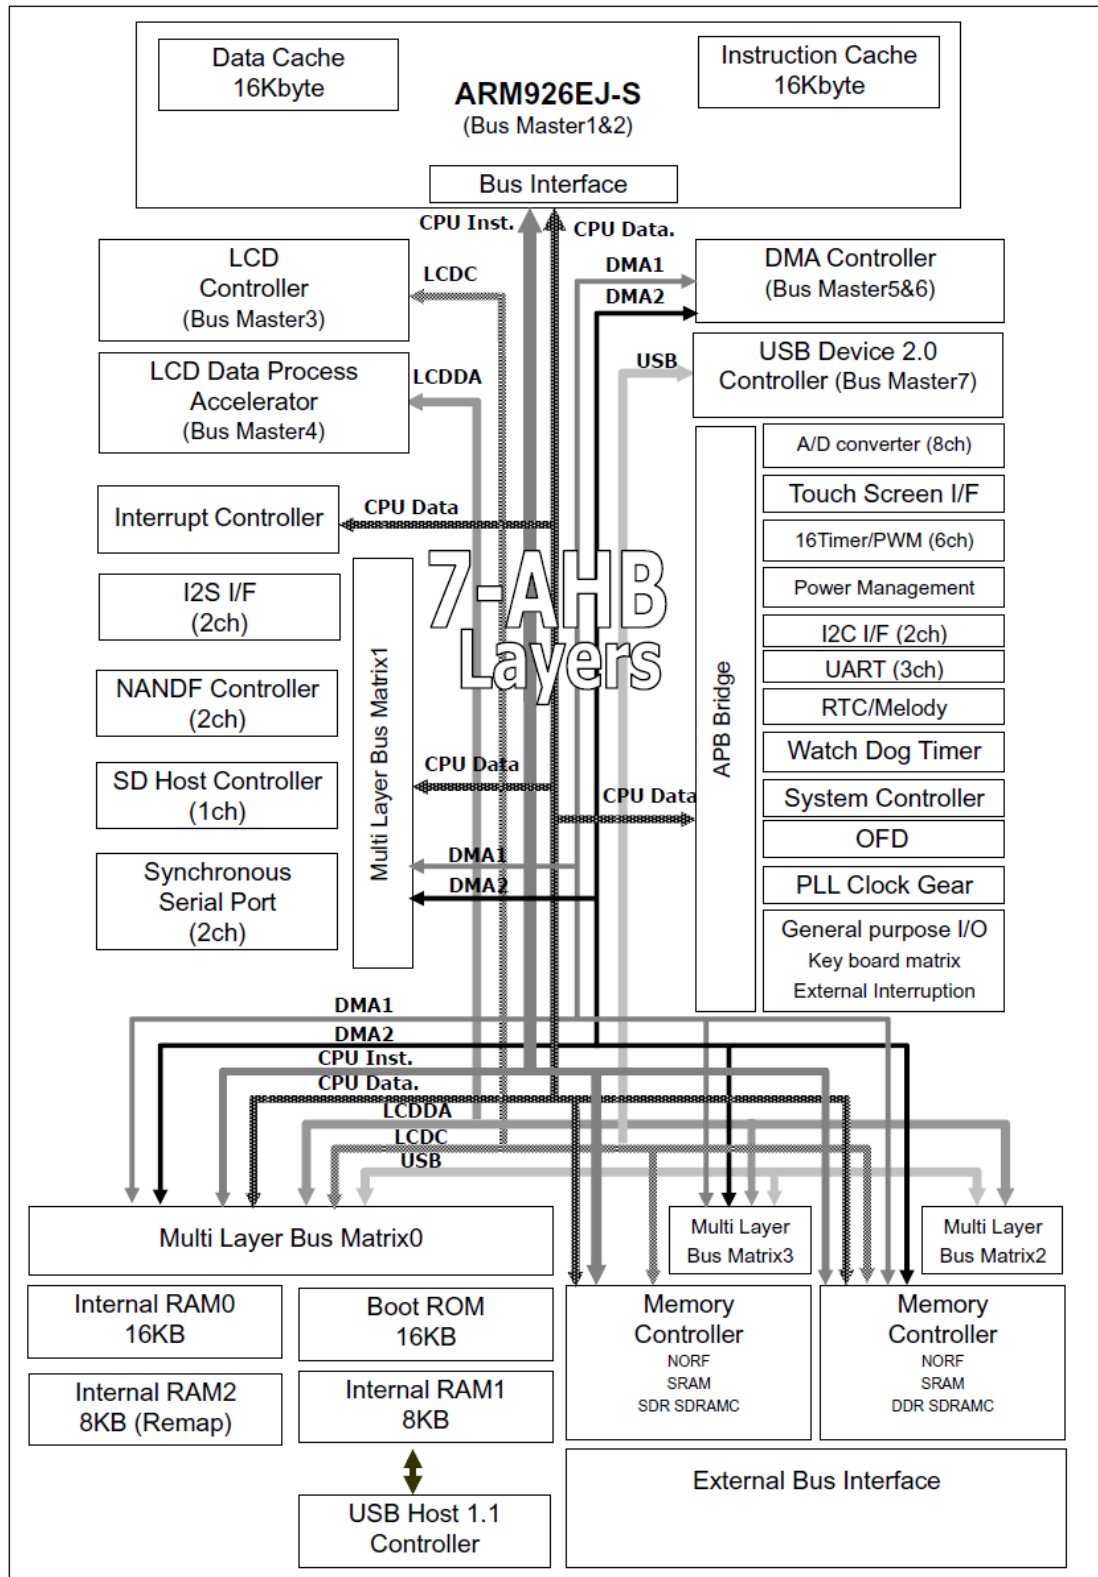 Data Cache
16Kbyte
Instruction Cache
16Kbyte
ARM926EJ-S
(Bus Master1&2)
Bus Interface
CPU Inst.
CPU Data.
LCD
Controller
(Bus Master3)
LCDC
DMA1
DMA2
DMA Controller
(Bus Master5&6)
LCD Data Process
Accelerator
(Bus Master4)
LCDDA
USB
USB Device 2.0
Controller (Bus Master7)
Interrupt Controller
CPU Data
I2S I/F
(2ch)
NANDF Controller
(2ch)
SD Host Controller
(1ch)
Synchronous
Serial Port
(2ch)
Multi Layer Bus Matrix1
7-AHB
Layers
CPU Data
CPU Data
DMA1
DMA2
APB Bridge
A/D converter (8ch)
Touch Screen I/F
16Timer/PWM (6ch)
Power Management
I2C I/F (2ch)
UART (3ch)
RTC/Melody
Watch Dog Timer
System Controller
OFD
PLL Clock Gear
General purpose I/O
Key board matrix
External Interruption
DMA1
DMA2
CPU Inst.
CPU Data.
LCDDA
LCDC
USB
Multi Layer Bus Matrix0
Multi Layer
Bus Matrix3
Multi Layer
Bus Matrix2
Internal RAM0
16KB
Boot ROM
16KB
Internal RAM2
8KB (Remap)
Internal RAM1
8KB
USB Host 1.1
Controller
Memory
Controller
NORF
SRAM
SDR SDRAMC
Memory
Controller
NORF
SRAM
DDR SDRAMC
External Bus Interface